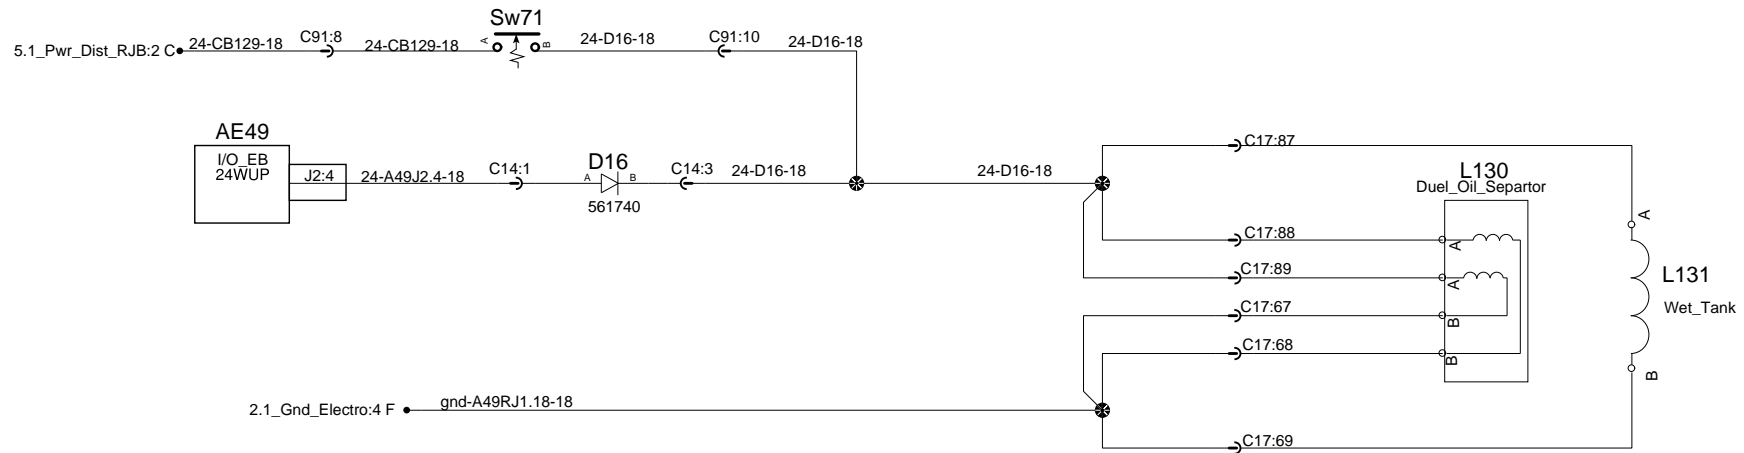 Sw71
5.1_Pwr_Dist_RJB:2 C
24-CB129-18
C91:8
24-CB129-18
A
B
24-D16-18
C91:10
24-D16-18
AE49
I/O_EB
24WUP
J2:4
24-A49J2.4-18
C14:1
D16
A
B
561740
C14:3
24-D16-18
24-D16-18
C17:87
L130
Duel_Oil_Separtor
A
C17:88
A
C17:89
A
L131
Wet_Tank
C17:67
B
C17:68
B
B
2.1_Gnd_Electro:4 F
gnd-A49RJ1.18-18
C17:69